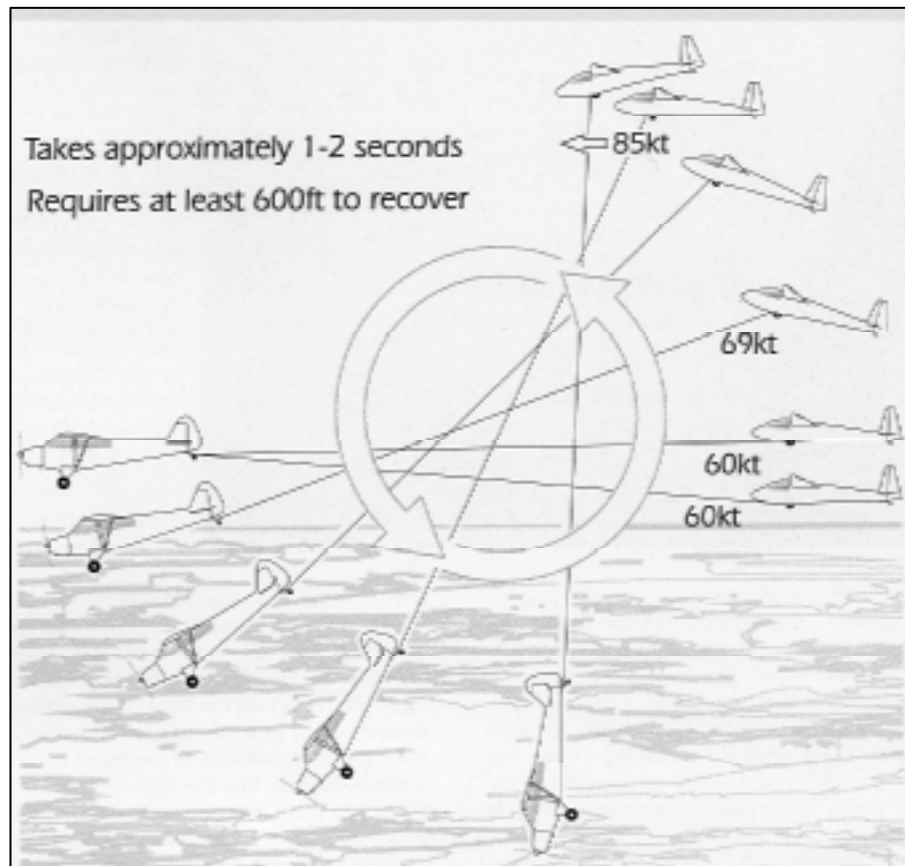 85kt
Takes approximately 1-2 seconds
Requires at least 600ft to recover
69kt
60kt
60kt